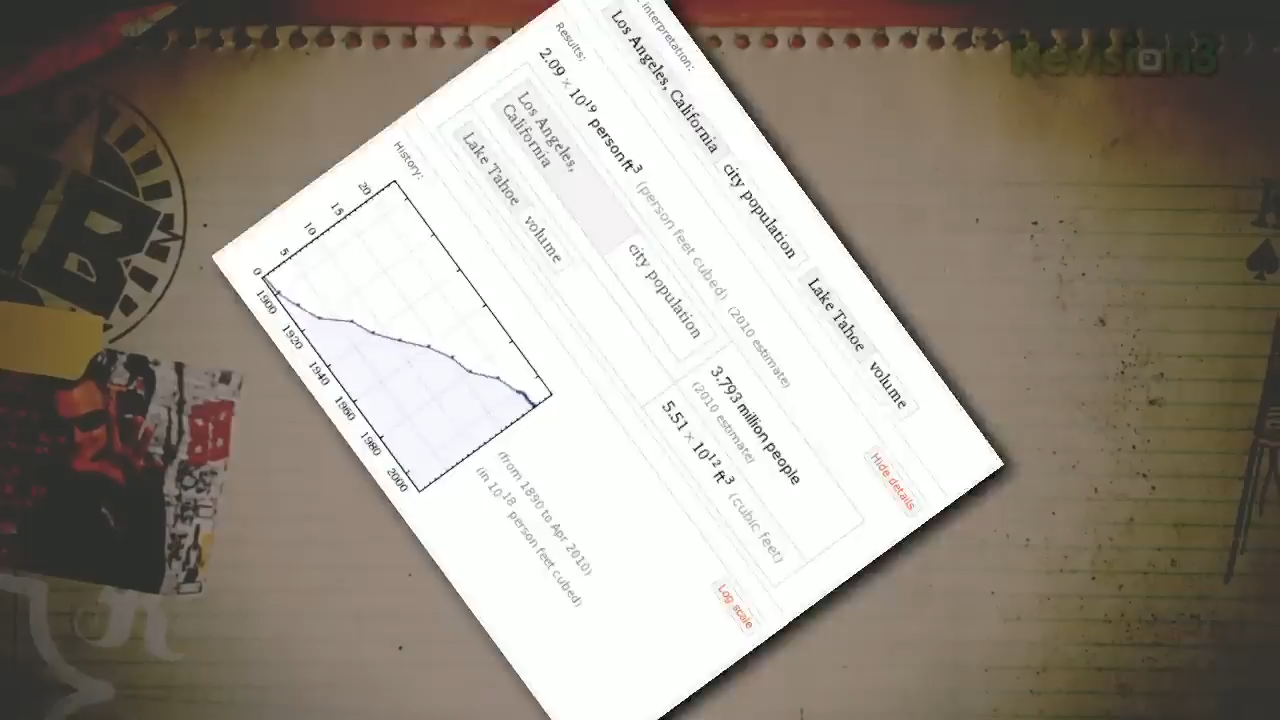 Revision3
interpretation:
Los Angeles, California city population Lake Tahoe volume
Hide details
Results:
2.09 × 10¹⁹ person ft³ (person feet cubed) (2010 estimate)
Los Angeles,
California
city population
3.793 million people
(2010 estimate)
Lake Tahoe volume
5.51 × 10¹² ft³ (cubic feet)
History:
Log scale
20
15
10
5
0
1900 1920 1940 1960 1980 2000
(from 1890 to Apr 2010)
(in 10¹⁸ person feet cubed)
K